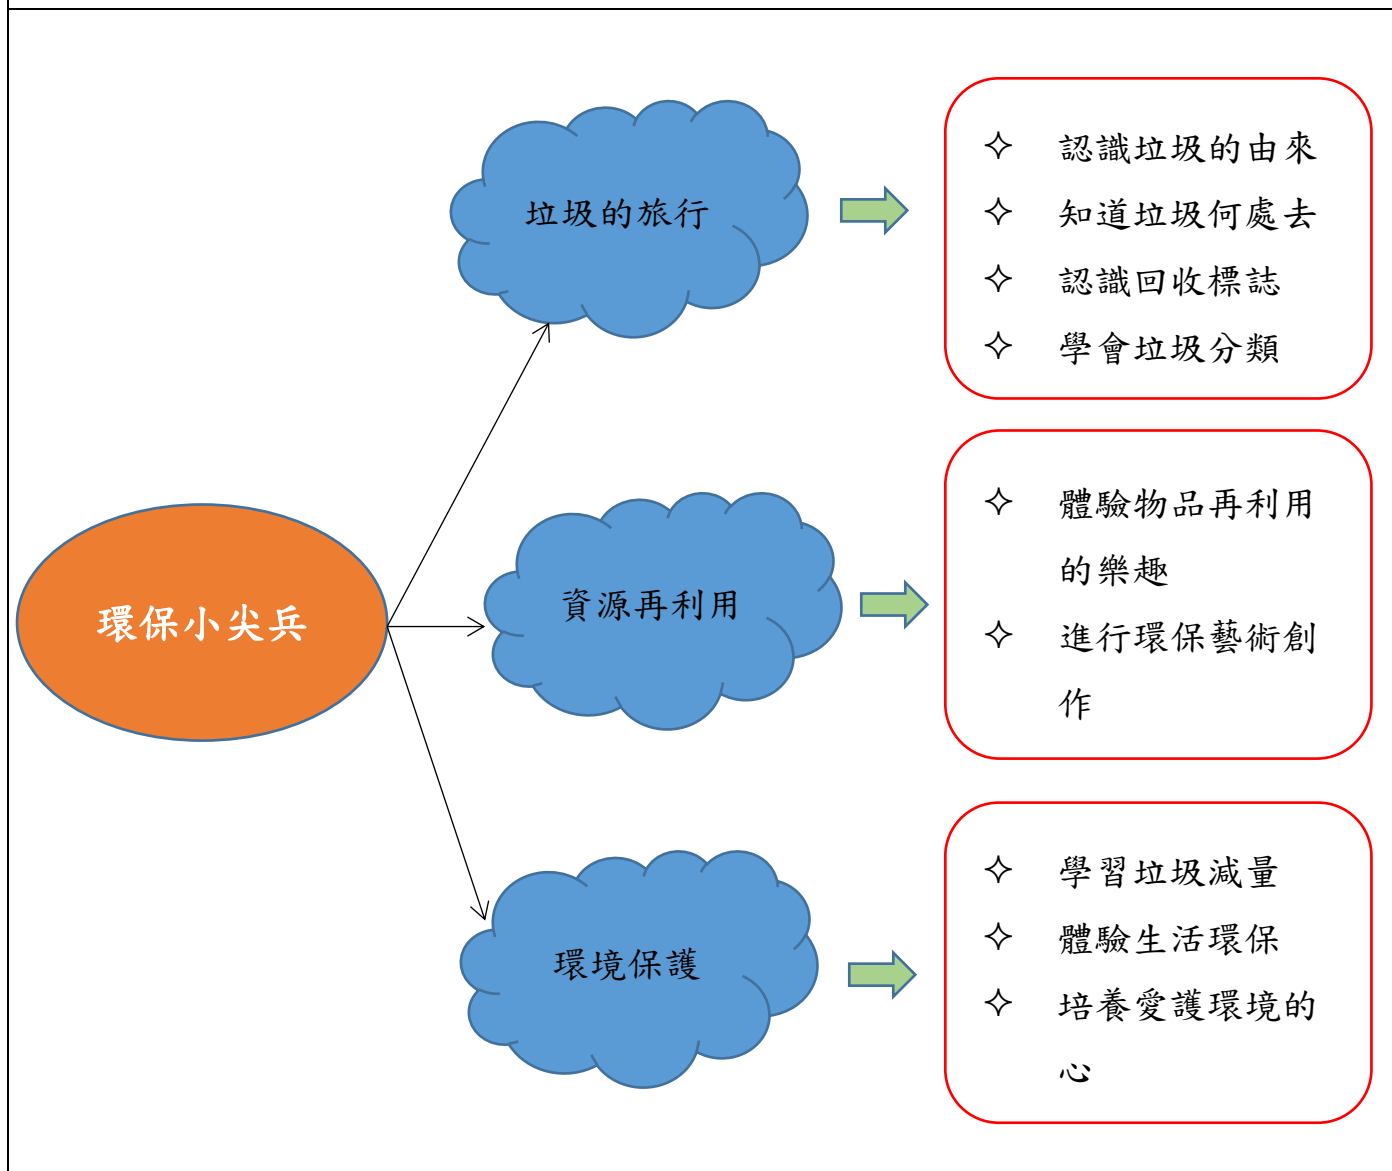 環保小尖兵
垃圾的旅行
✧ 認識垃圾的由來
✧ 知道垃圾何處去
✧ 認識回收標誌
✧ 學會垃圾分類
資源再利用
✧ 體驗物品再利用
的樂趣
✧ 進行環保藝術創
作
環境保護
✧ 學習垃圾減量
✧ 體驗生活環保
✧ 培養愛護環境的
心